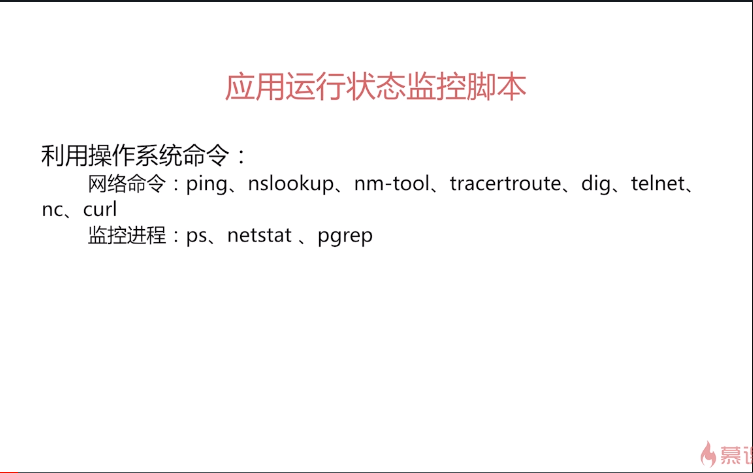 应用运行状态监控脚本
利用操作系统命令：
网络命令：ping、nslookup、nm-tool、tracertroute、dig、telnet、
nc、curl
监控进程：ps、netstat 、pgrep
慕